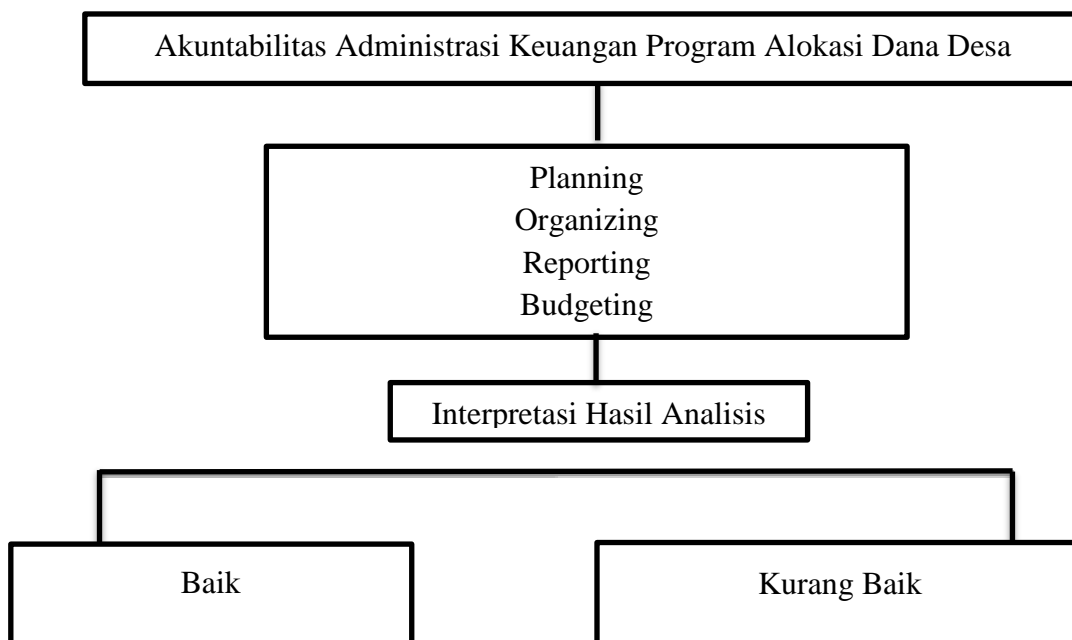 Akuntabilitas Administrasi Keuangan Program Alokasi Dana Desa
Planning
Organizing
Reporting
Budgeting
Interpretasi Hasil Analisis
Baik
Kurang Baik